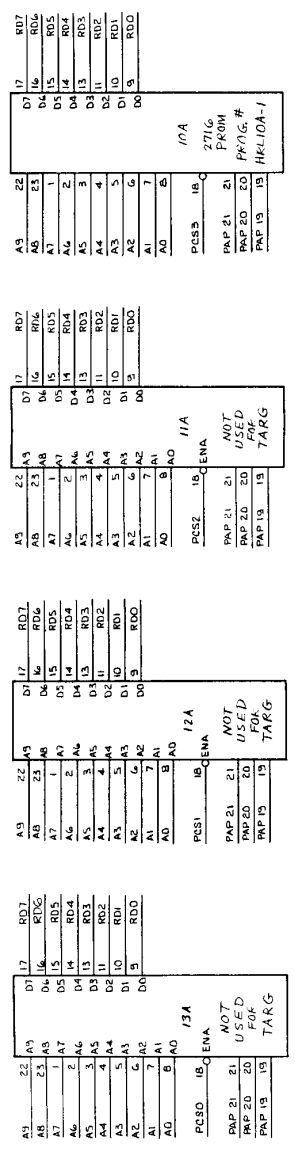 A9 22 A9 D7 17 RD7
A8 23 A8 D6 16 RD6
A7 1 A7 D5 15 RD5
A6 2 A6 D4 14 RD4
A5 3 A5 D3 13 RD3
A4 4 A4 D2 11 RD2
A3 5 A3 D1 10 RD1
A2 6 A2 D0 9 RD0
A1 7 A1
A0 8 A0
13A
PCS0 18 ENA
PAP 21 21 NOT
PAP 20 20 USED
FOR
PAP 19 19 TARG
A9 22 A9 D7 17 RD7
A8 23 A8 D6 16 RD6
A7 1 A7 D5 15 RD5
A6 2 A6 D4 14 RD4
A5 3 A5 D3 13 RD3
A4 4 A4 D2 11 RD2
A3 5 A3 D1 10 RD1
A2 6 A2 D0 9 RD0
A1 7 A1
A0 8 A0
12A
PCS1 18 ENA
PAP 21 21 NOT
PAP 20 20 USED
FOR
PAP 19 19 TARG
A9 22 A9 D7 17 RD7
A8 23 A8 D6 16 RD6
A7 1 A7 D5 15 RD5
A6 2 A6 D4 14 RD4
A5 3 A5 D3 13 RD3
A4 4 A4 D2 11 RD2
A3 5 A3 D1 10 RD1
A2 6 A2 D0 9 RD0
A1 7 A1
A0 8 A0
11A
PCS2 18 ENA
PAP 21 21 NOT
PAP 20 20 USED
FOR
PAP 19 19 TARG
A9 22 D7 17 RD7
A8 23 D6 16 RD6
A7 1 D5 15 RD5
A6 2 D4 14 RD4
A5 3 D3 13 RD3
A4 4 D2 11 RD2
A3 5 D1 10 RD1
A2 6 D0 9 RD0
A1 7
A0 8
10A
PCS3 18 2716
PROM
PAP 21 21
PAP 20 20 PROG. #
PAP 19 19 HRL10A-1